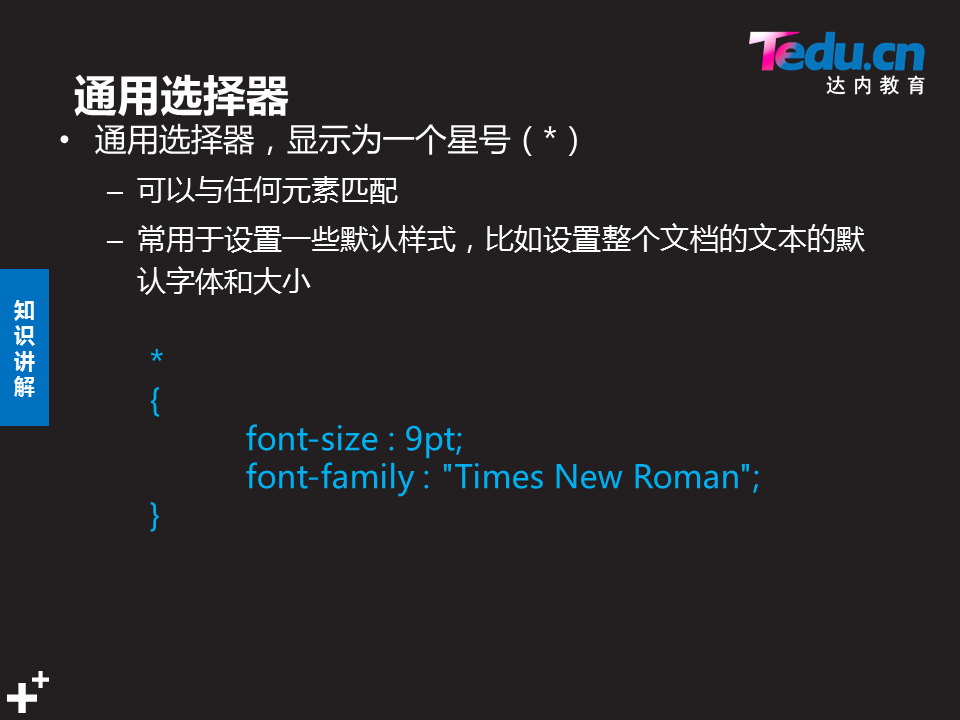 Tedu.cn
达内教育
通用选择器
• 通用选择器，显示为一个星号（*）
– 可以与任何元素匹配
– 常用于设置一些默认样式，比如设置整个文档的文本的默
认字体和大小
知
识
讲
解
*
{
font-size : 9pt;
font-family : "Times New Roman";
}